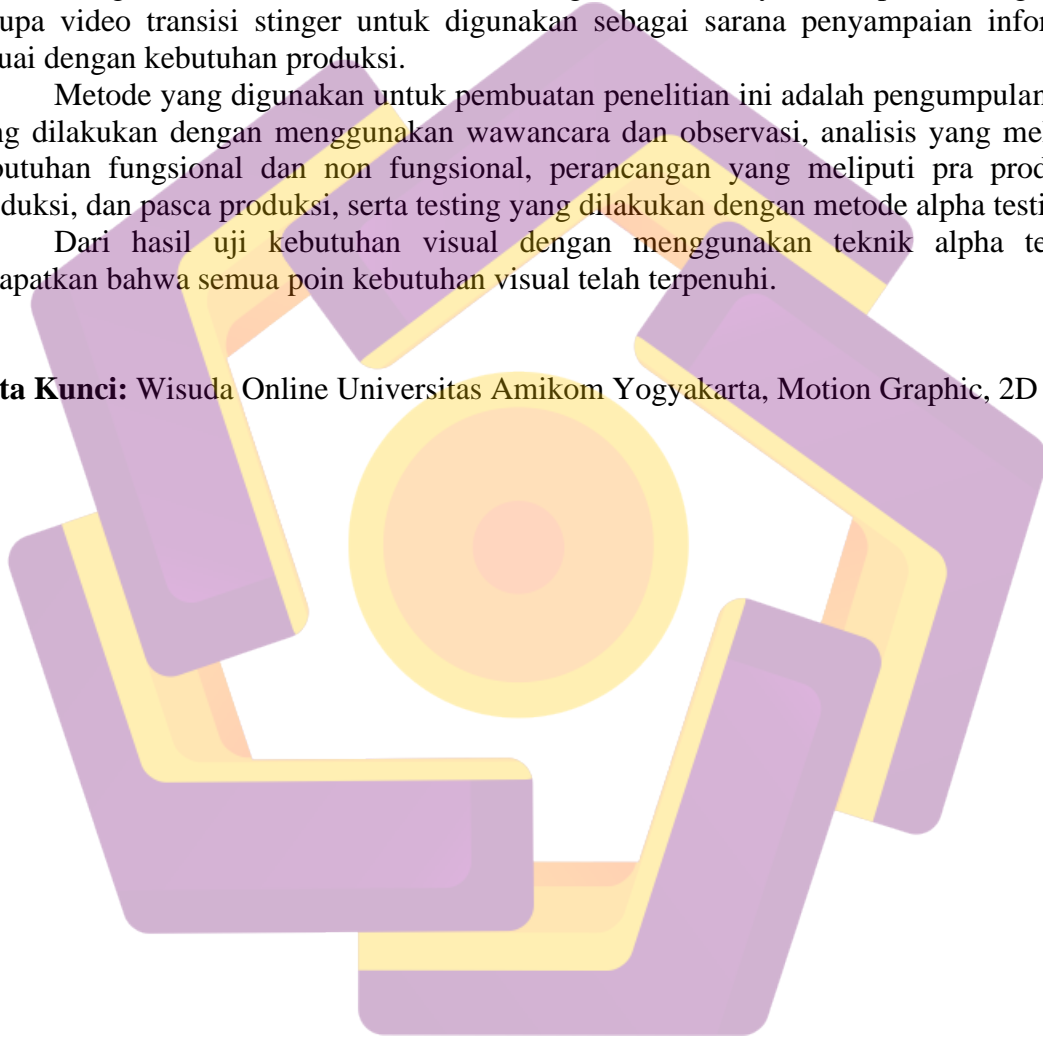 upa video transisi stinger untuk digunakan sebagai sarana penyampaian infor
uai dengan kebutuhan produksi.
Metode yang digunakan untuk pembuatan penelitian ini adalah pengumpulan
ng dilakukan dengan menggunakan wawancara dan observasi, analisis yang mel
butuhan fungsional dan non fungsional, perancangan yang meliputi pra prod
duksi, dan pasca produksi, serta testing yang dilakukan dengan metode alpha testi
Dari hasil uji kebutuhan visual dengan menggunakan teknik alpha te
apatkan bahwa semua poin kebutuhan visual telah terpenuhi.
ta Kunci: Wisuda Online Universitas Amikom Yogyakarta, Motion Graphic, 2D